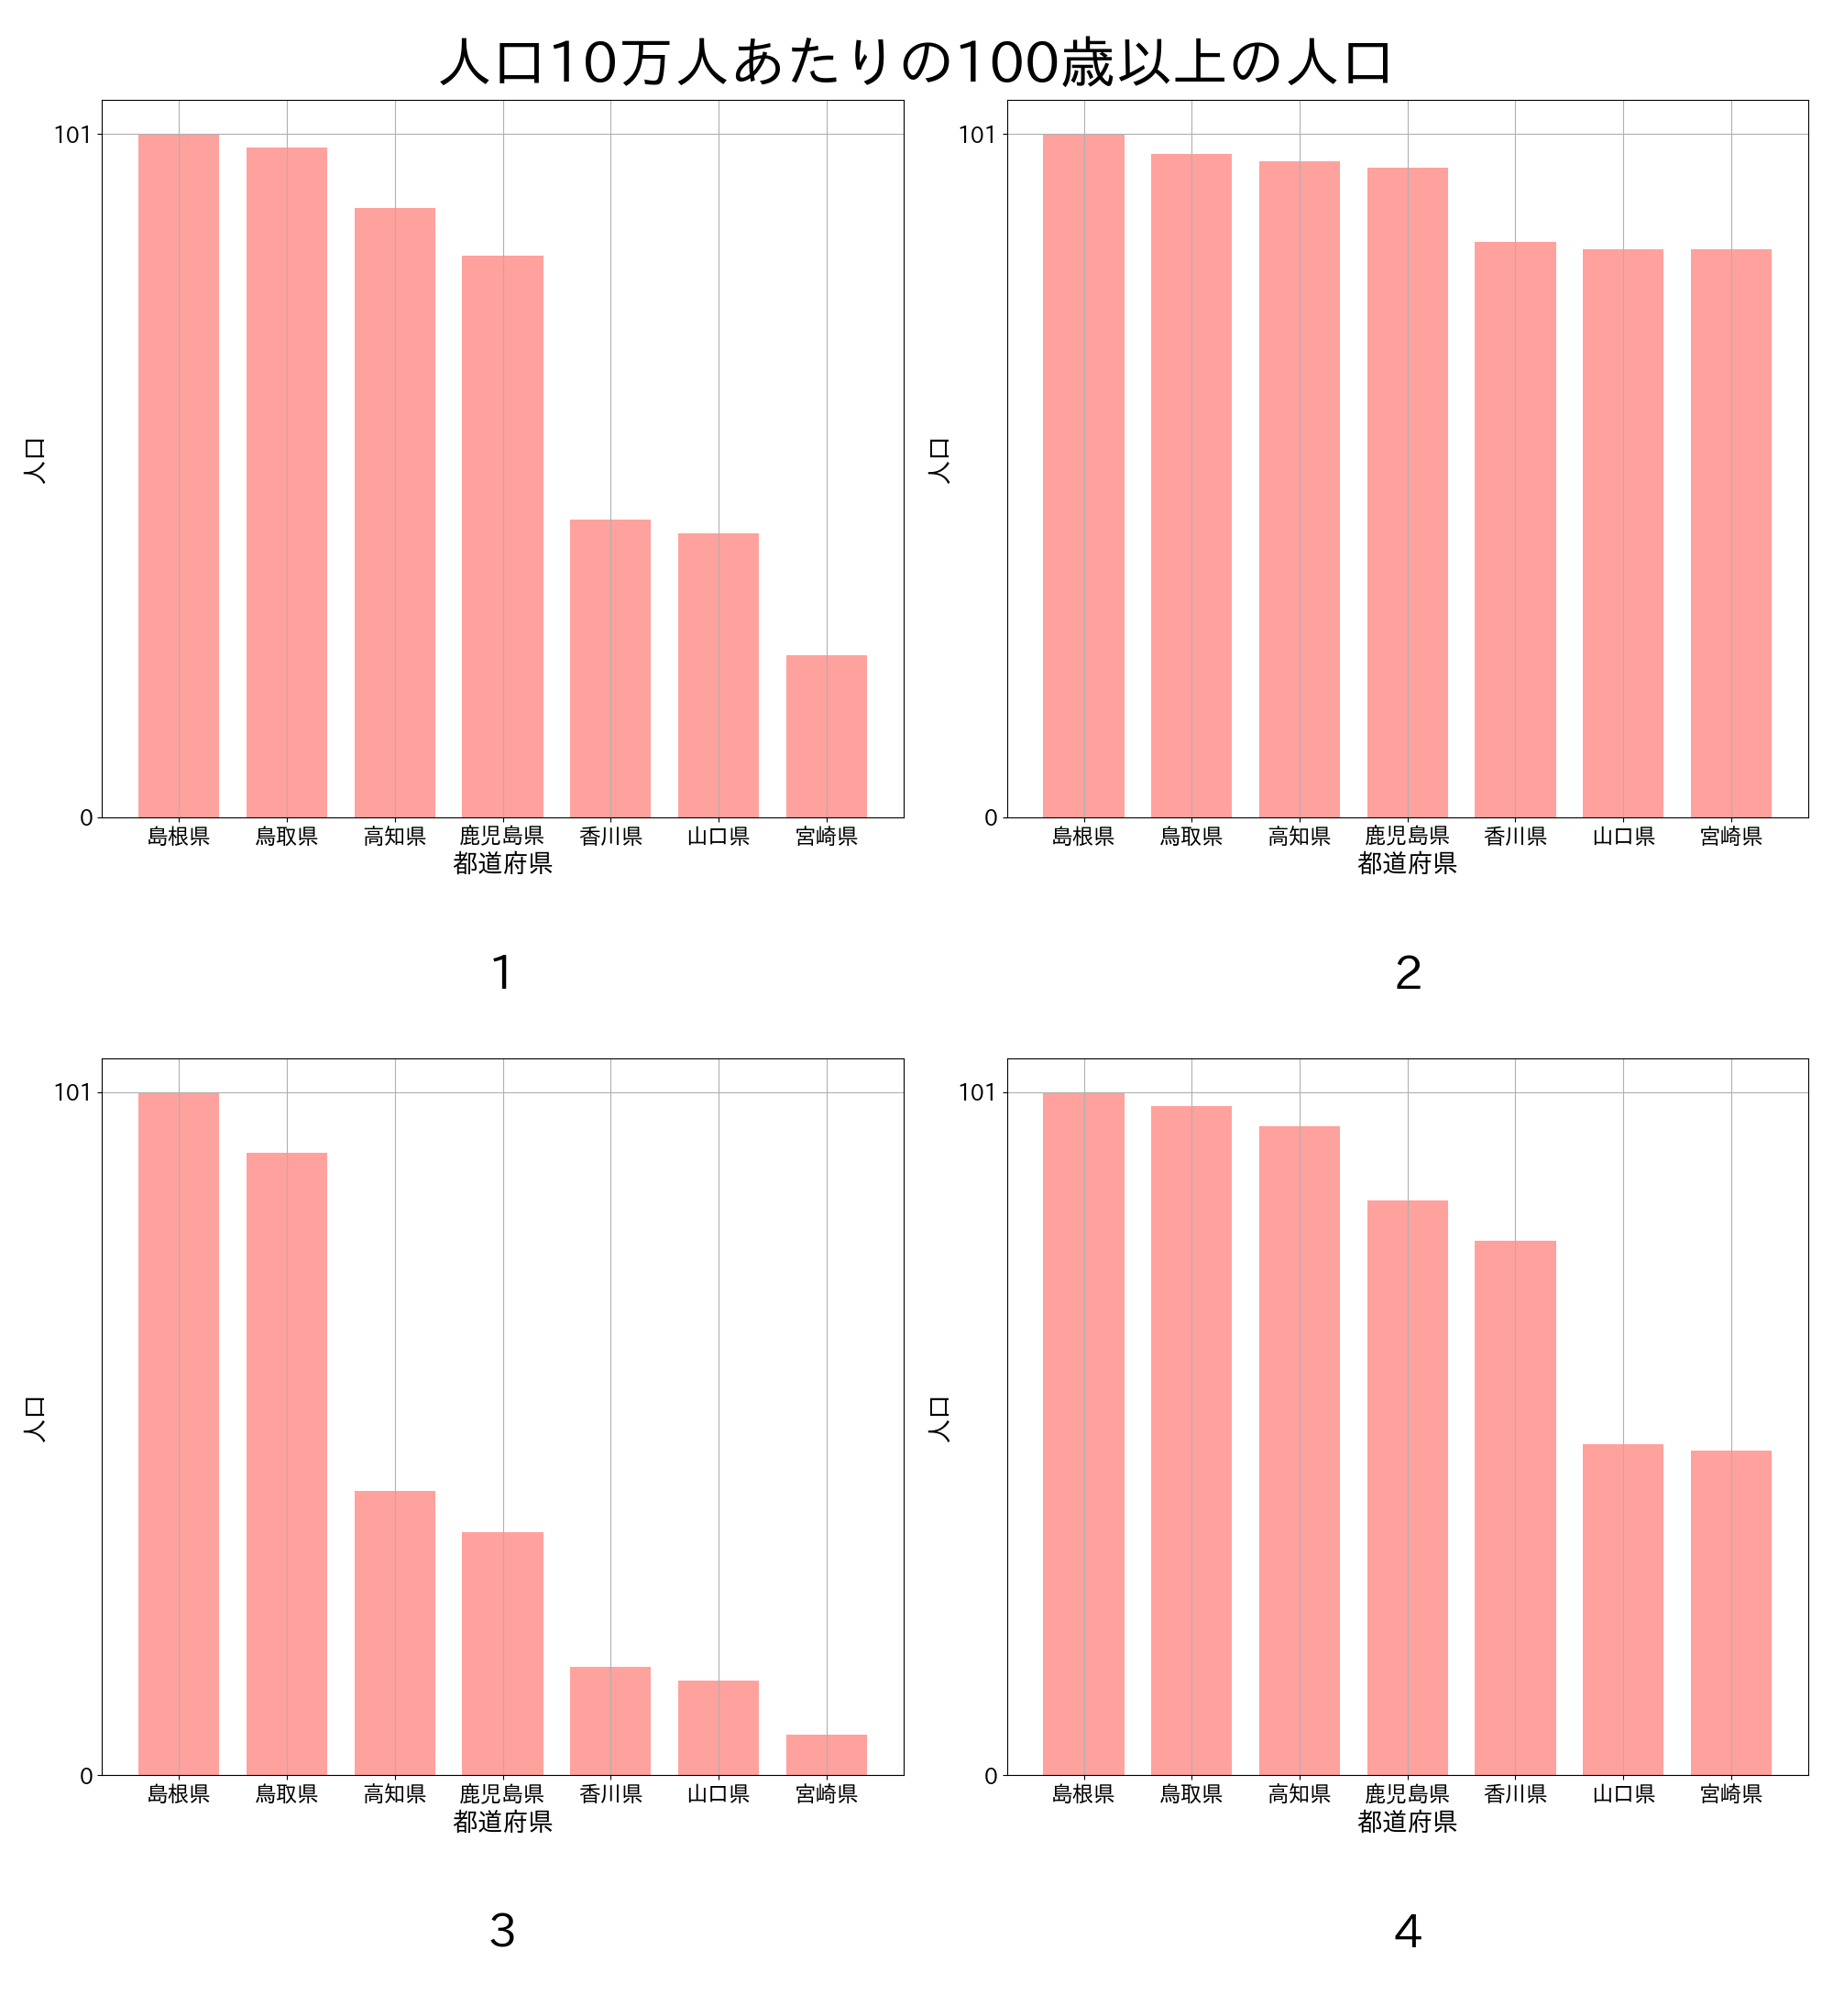 人口10万人あたりの100歳以上の人口
101
0
人口
島根県 鳥取県 高知県 鹿児島県 香川県 山口県 宮崎県
都道府県
1
101
0
人口
島根県 鳥取県 高知県 鹿児島県 香川県 山口県 宮崎県
都道府県
2
101
0
人口
島根県 鳥取県 高知県 鹿児島県 香川県 山口県 宮崎県
都道府県
3
101
0
人口
島根県 鳥取県 高知県 鹿児島県 香川県 山口県 宮崎県
都道府県
4